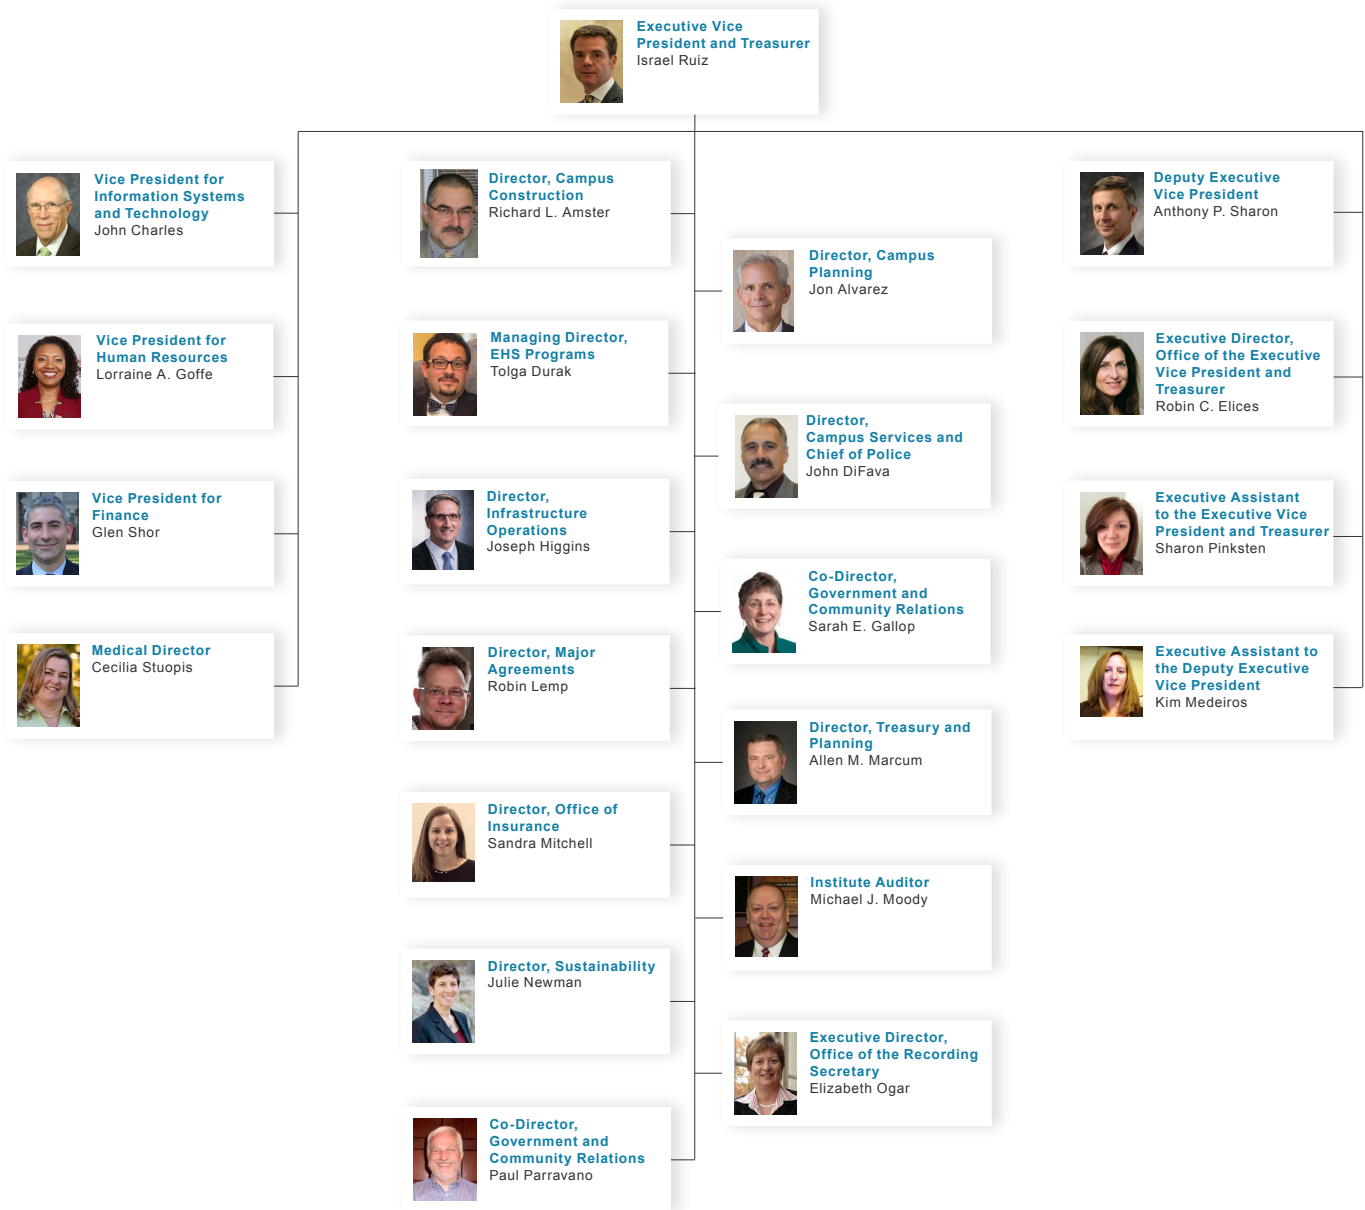 Executive Vice
President and Treasurer
Israel Ruiz
Vice President for
Information Systems
and Technology
John Charles
Vice President for
Human Resources
Lorraine A. Goffe
Vice President for
Finance
Glen Shor
Medical Director
Cecilia Stuopis
Director, Campus
Construction
Richard L. Amster
Managing Director,
EHS Programs
Tolga Durak
Director,
Infrastructure
Operations
Joseph Higgins
Director, Major
Agreements
Robin Lemp
Director, Office of
Insurance
Sandra Mitchell
Director, Sustainability
Julie Newman
Co-Director,
Government and
Community Relations
Paul Parravano
Director, Campus
Planning
Jon Alvarez
Director,
Campus Services and
Chief of Police
John DiFava
Co-Director,
Government and
Community Relations
Sarah E. Gallop
Director, Treasury and
Planning
Allen M. Marcum
Institute Auditor
Michael J. Moody
Executive Director,
Office of the Recording
Secretary
Elizabeth Ogar
Deputy Executive
Vice President
Anthony P. Sharon
Executive Director,
Office of the Executive
Vice President and
Treasurer
Robin C. Elices
Executive Assistant
to the Executive Vice
President and Treasurer
Sharon Pinksten
Executive Assistant to
the Deputy Executive
Vice President
Kim Medeiros